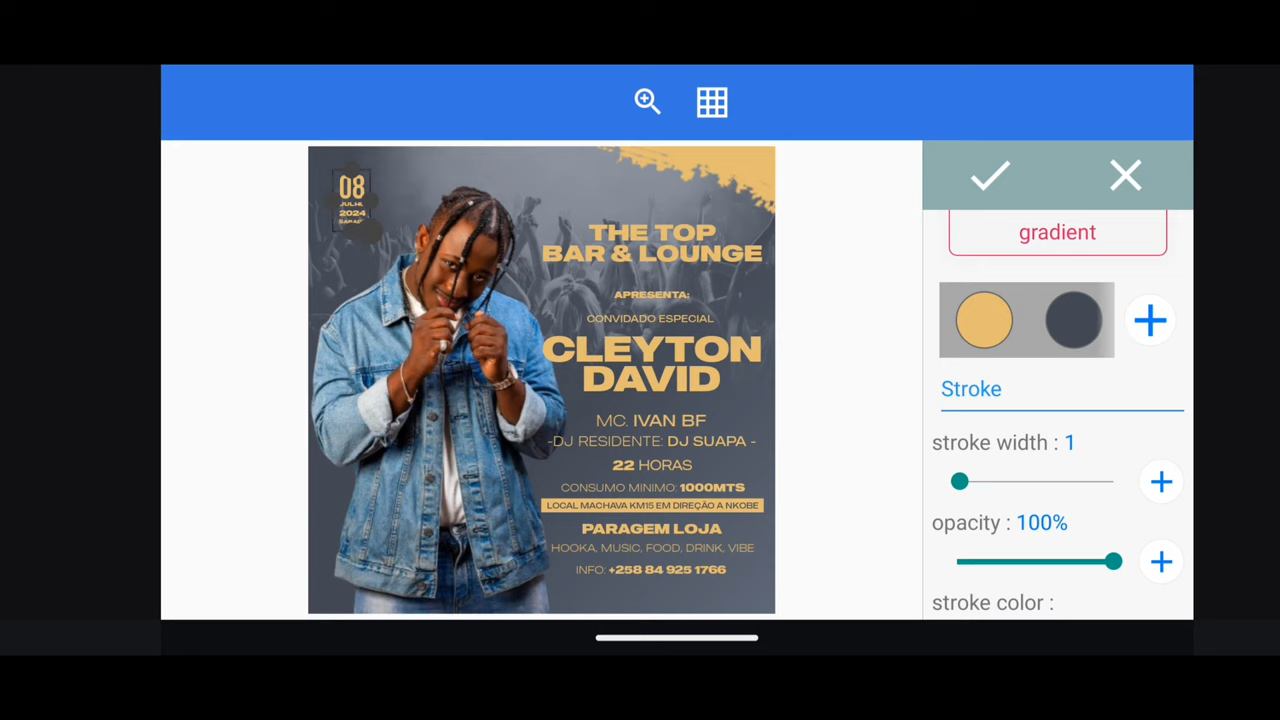 08
JULHO
2024
THE TOP
BAR & LOUNGE
APRESENTA:
CONVIDADO ESPECIAL
CLEYTON
DAVID
MC. IVAN BF
-DJ RESIDENTE: DJ SUAPA -
22 HORAS
CONSUMO MINIMO: 1000MTS
LOCAL MACHAVA KM15 EM DIREÇÃO A NKOBE
PARAGEM LOJA
HOOKA, MUSIC, FOOD, DRINK, VIBE
INFO: +258 84 925 1766
gradient
Stroke
stroke width : 1
opacity : 100%
stroke color :